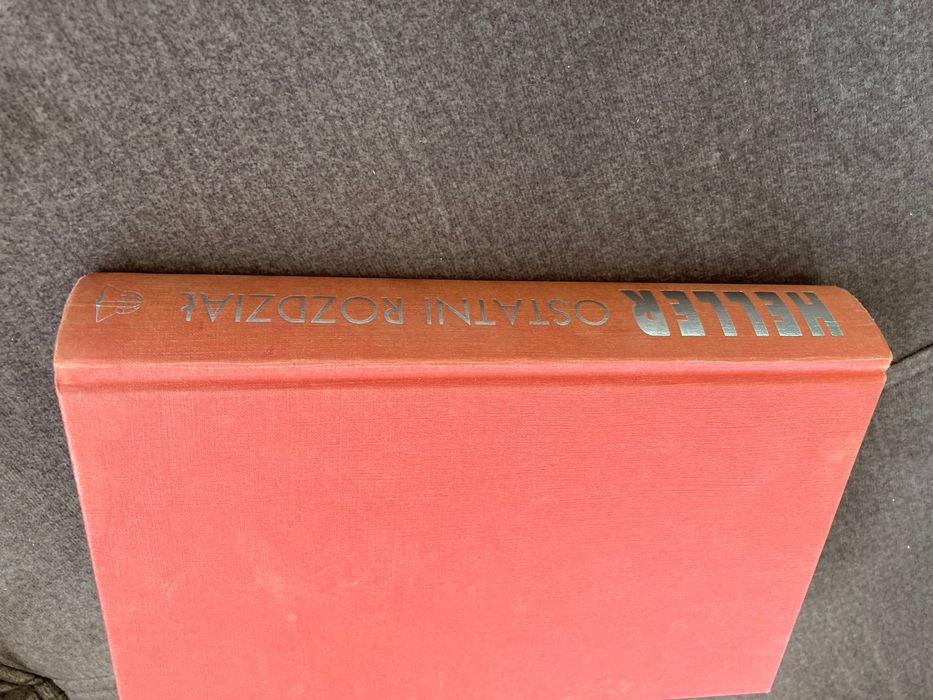 HELLER OSTATNI ROZDZIAŁ